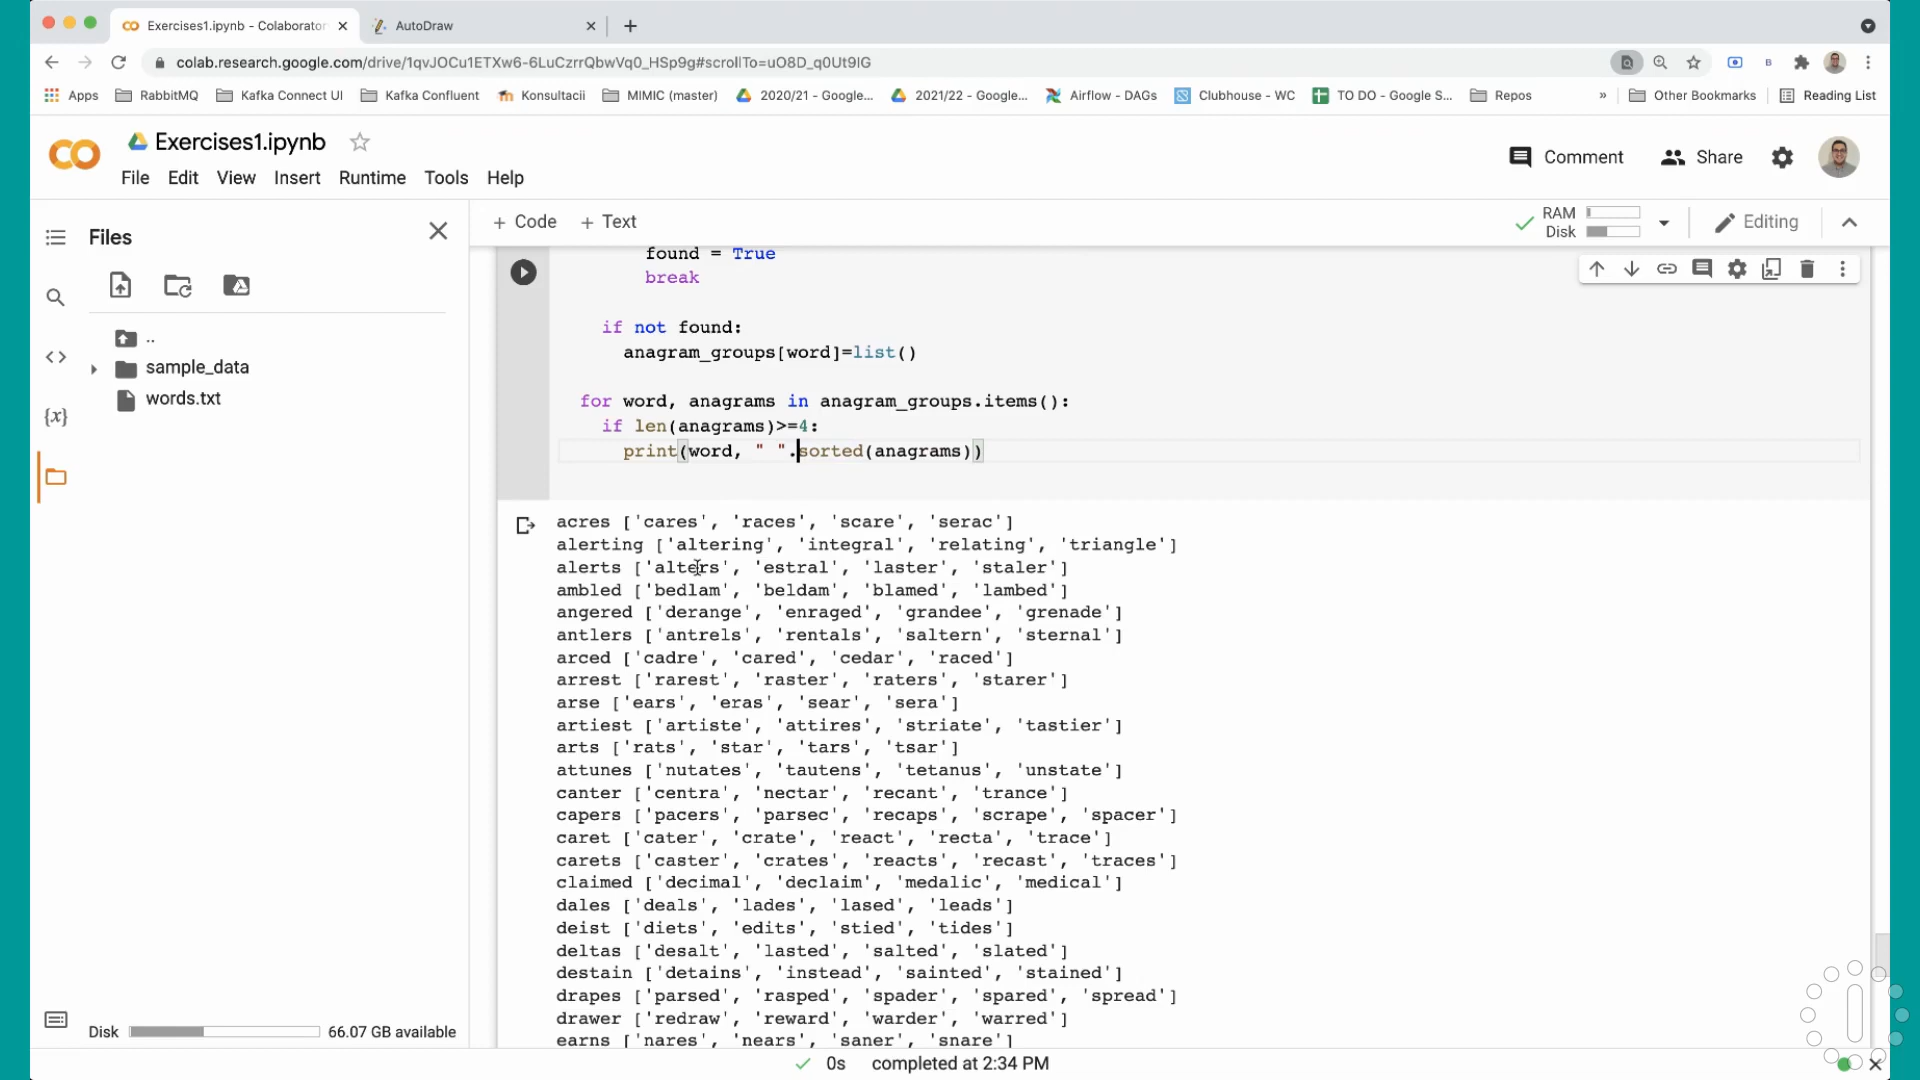 Exercises1.ipynb - Colaborator
AutoDraw
colab.research.google.com/drive/1qvJOCu1ETXw6-6LuCzrrQbwVq0_HSp9g#scrollTo=uO8D_q0Ut9IG
Apps RabbitMQ Kafka Connect UI Kafka Confluent Konsultacii MIMIC (master) 2020/21 - Google... 2021/22 - Google... Airflow - DAGs Clubhouse - WC TO DO - Google S... Repos » Other Bookmarks Reading List
Exercises1.ipynb
File Edit View Insert Runtime Tools Help
Comment Share
Files
+ Code + Text
RAM
Disk
Editing
..
sample_data
words.txt
found = True
break
if not found:
anagram_groups[word]=list()
for word, anagrams in anagram_groups.items():
if len(anagrams)>=4:
print(word, " ".sorted(anagrams))
acres ['cares', 'races', 'scare', 'serac']
alerting ['altering', 'integral', 'relating', 'triangle']
alerts ['alters', 'estral', 'laster', 'staler']
ambled ['bedlam', 'beldam', 'blamed', 'lambed']
angered ['derange', 'enraged', 'grandee', 'grenade']
antlers ['antrels', 'rentals', 'saltern', 'sternal']
arced ['cadre', 'cared', 'cedar', 'raced']
arrest ['rarest', 'raster', 'raters', 'starer']
arse ['ears', 'eras', 'sear', 'sera']
artiest ['artiste', 'attires', 'striate', 'tastier']
arts ['rats', 'star', 'tars', 'tsar']
attunes ['nutates', 'tautens', 'tetanus', 'unstate']
canter ['centra', 'nectar', 'recant', 'trance']
capers ['pacers', 'parsec', 'recaps', 'scrape', 'spacer']
caret ['cater', 'crate', 'react', 'recta', 'trace']
carets ['caster', 'crates', 'reacts', 'recast', 'traces']
claimed ['decimal', 'declaim', 'medalic', 'medical']
dales ['deals', 'lades', 'lased', 'leads']
deist ['diets', 'edits', 'stied', 'tides']
deltas ['desalt', 'lasted', 'salted', 'slated']
destain ['detains', 'instead', 'sainted', 'stained']
drapes ['parsed', 'rasped', 'spader', 'spared', 'spread']
drawer ['redraw', 'reward', 'warder', 'warred']
earns ['nares', 'nears', 'saner', 'snare']
Disk 66.07 GB available
0s completed at 2:34 PM